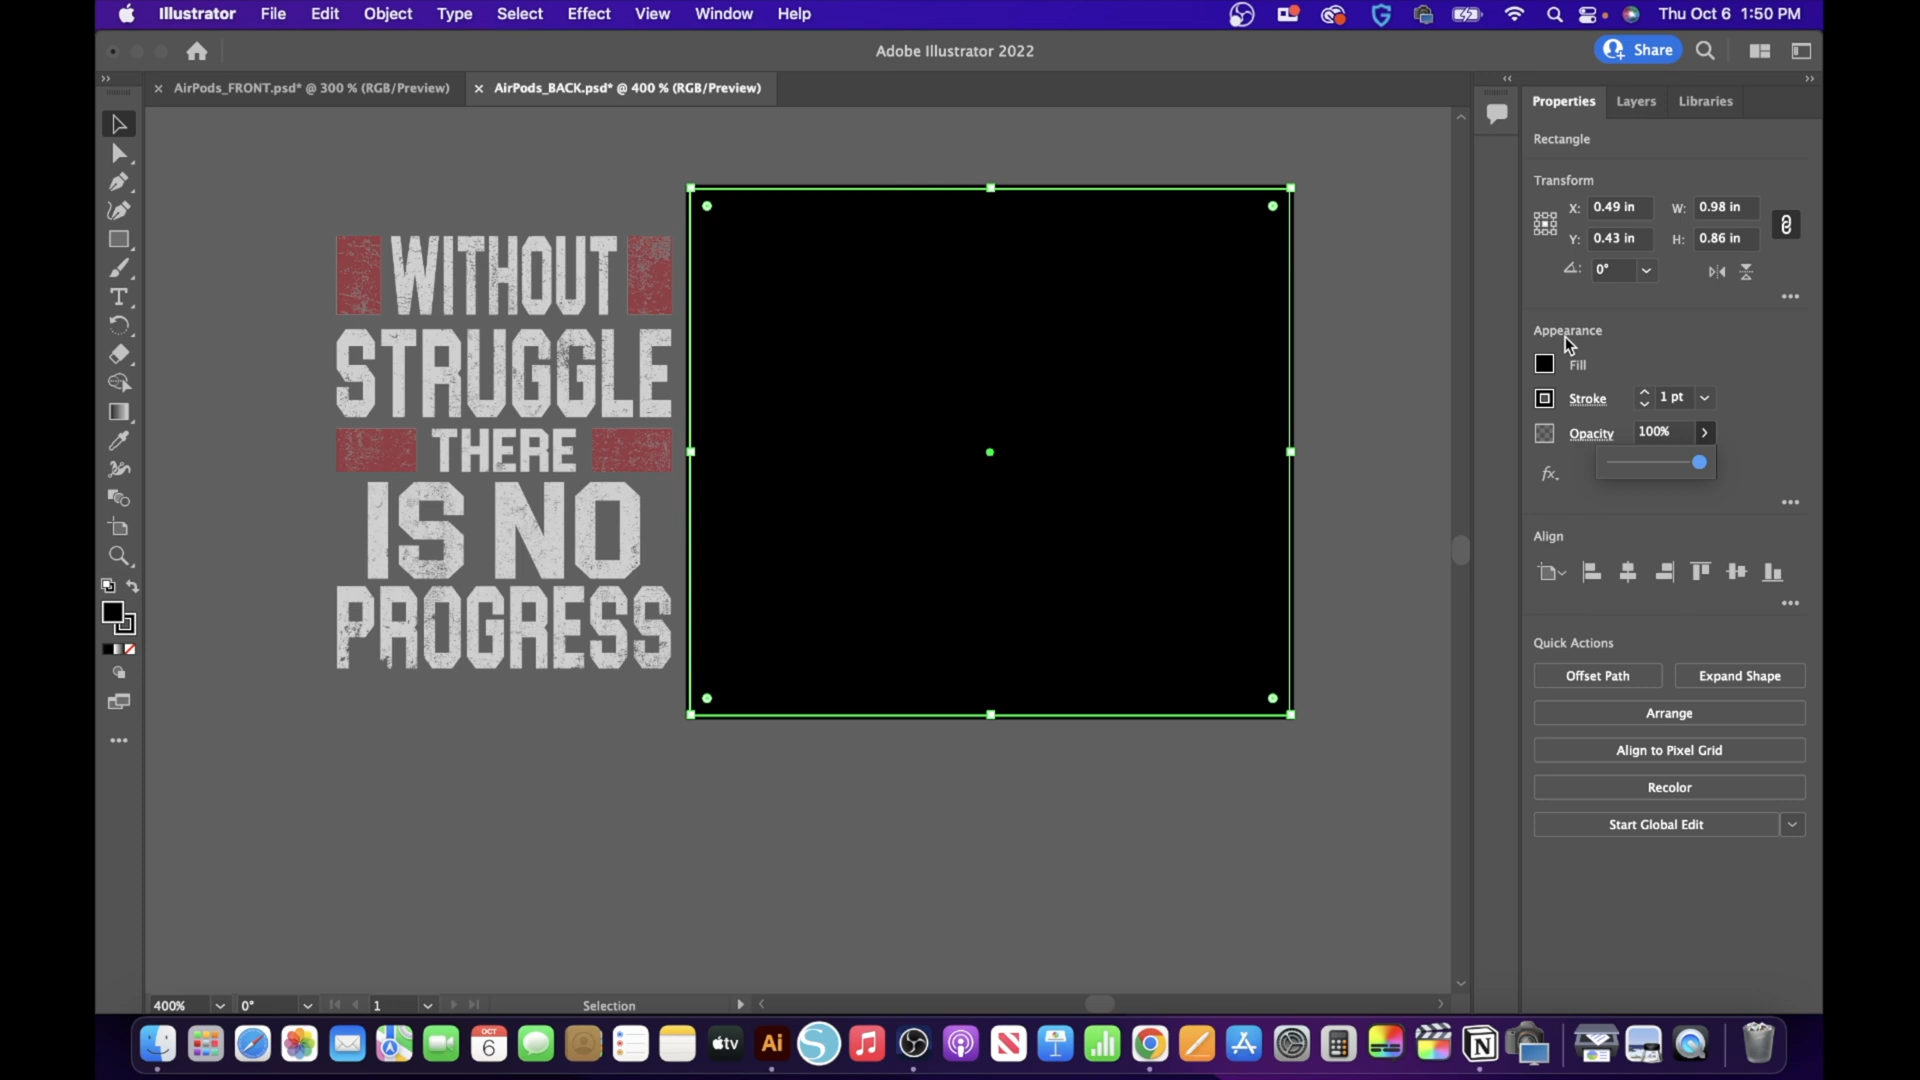 Illustrator File Edit Object Type Select Effect View Window Help Thu Oct 6 1:50 PM
Adobe Illustrator 2022
Share
AirPods_FRONT.psd* @ 300 % (RGB/Preview)
AirPods_BACK.psd* @ 400 % (RGB/Preview)
Properties Layers Libraries
Rectangle
Transform
X: 0.49 in W: 0.98 in
Y: 0.43 in H: 0.86 in
0°
Appearance
Fill
Stroke 1 pt
Opacity 100%
fx
Align
Quick Actions
Offset Path Expand Shape
Arrange
Align to Pixel Grid
Recolor
Start Global Edit
WITHOUT
STRUGGLE
THERE
IS NO
PROGRESS
400% 0° 1 Selection
OCT
6
tv
Ai